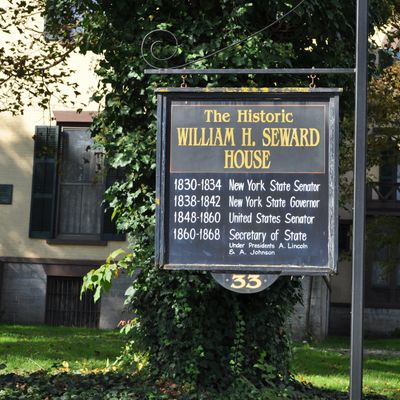 The Historic
WILLIAM H. SEWARD
HOUSE
1830-1834 New York State Senator
1838-1842 New York State Governor
1848-1860 United States Senator
1860-1868 Secretary of State
Under Presidents A. Lincoln
& A. Johnson
33